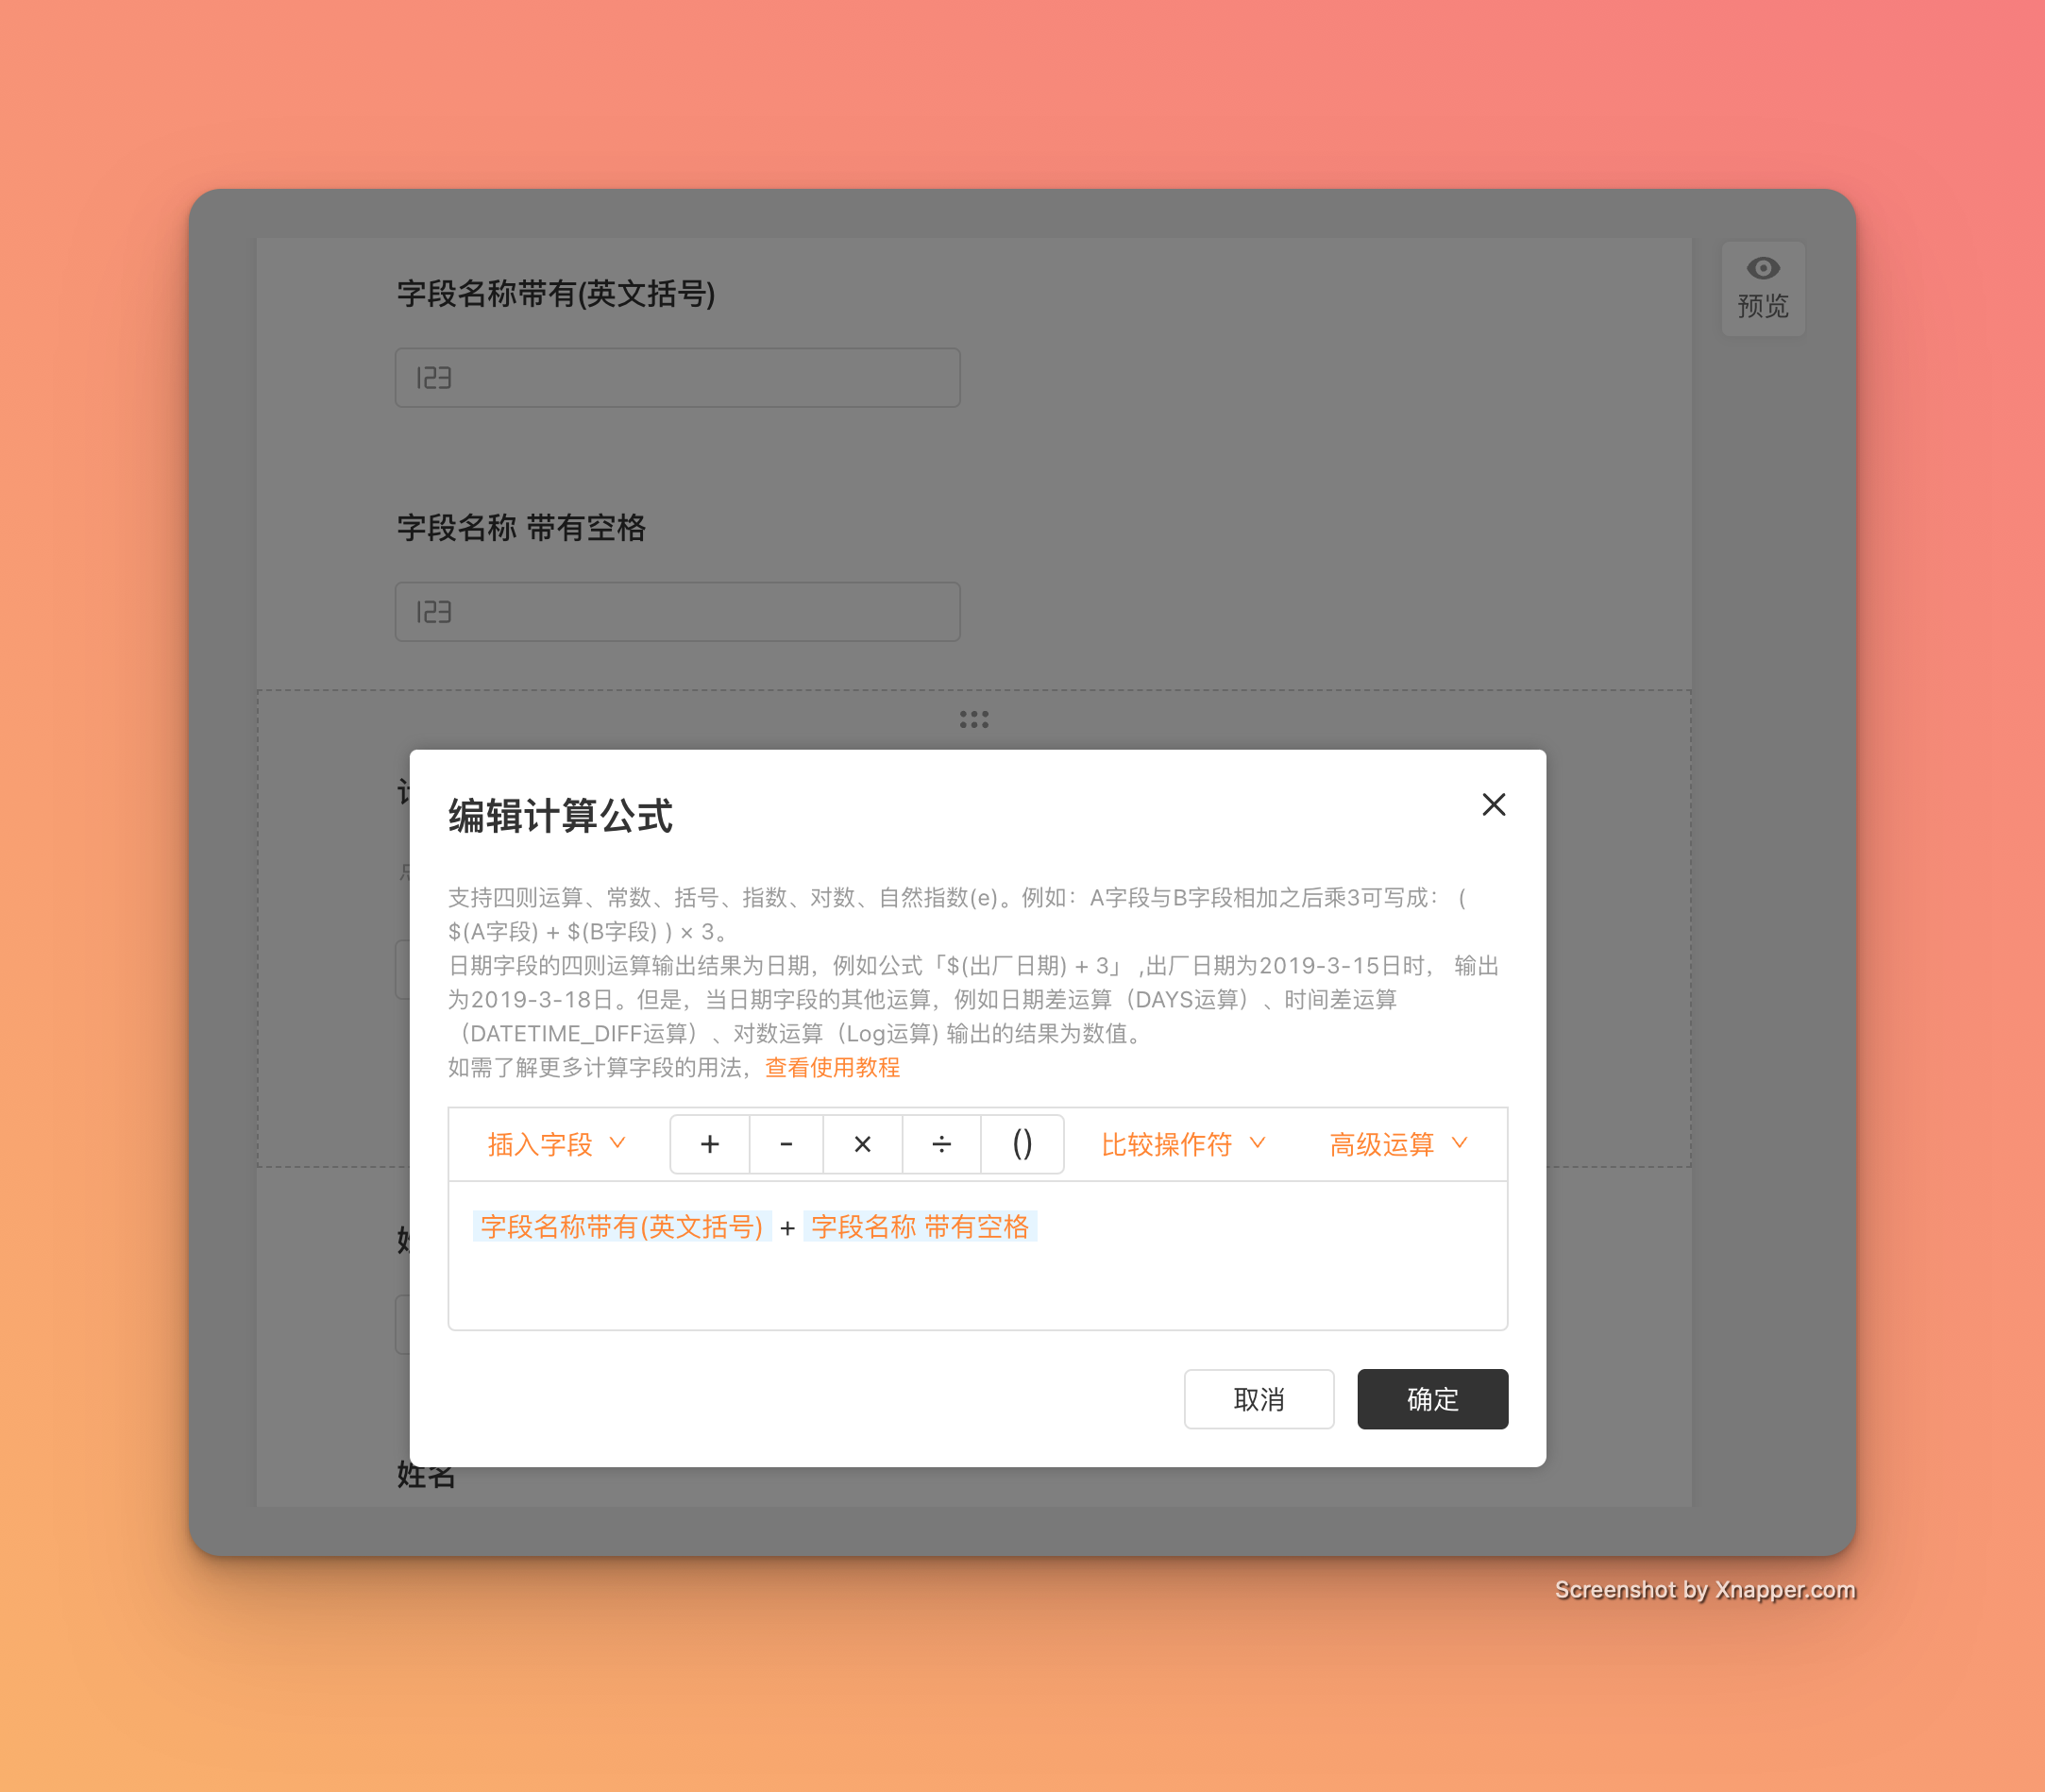 字段名称带有(英文括号)
预览
123
字段名称 带有空格
123
编辑计算公式
支持四则运算、常数、括号、指数、对数、自然指数(e)。例如：A字段与B字段相加之后乘3可写成：(
$(A字段) + $(B字段) ) × 3。
日期字段的四则运算输出结果为日期，例如公式「$(出厂日期) + 3」 ,出厂日期为2019-3-15日时， 输出
为2019-3-18日。但是，当日期字段的其他运算，例如日期差运算（DAYS运算）、时间差运算
（DATETIME_DIFF运算）、对数运算（Log运算) 输出的结果为数值。
如需了解更多计算字段的用法，查看使用教程
插入字段 + - × ÷ () 比较操作符 高级运算
字段名称带有(英文括号) + 字段名称 带有空格
取消 确定
姓名
Screenshot by Xnapper.com